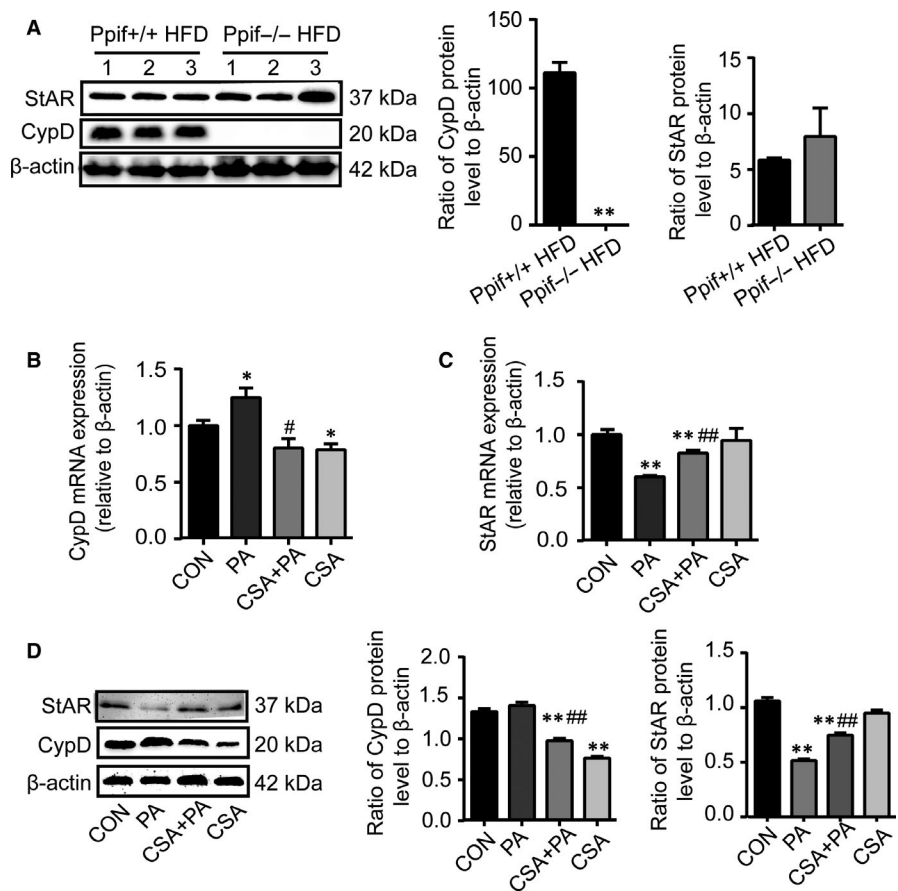 A
Ppif+/+ HFD Ppif–/– HFD
1 2 3 1 2 3
StAR 37 kDa
CypD 20 kDa
β-actin 42 kDa
Ratio of CypD protein
level to β-actin
150
100
50
0
**
Ppif+/+ HFD
Ppif–/– HFD
Ratio of StAR protein
level to β-actin
15
10
5
0
Ppif+/+ HFD
Ppif–/– HFD
B
CypD mRNA expression
(relative to β-actin)
1.5
1.0
0.5
0.0
*
#
*
CON
PA
CSA+PA
CSA
C
StAR mRNA expression
(relative to β-actin)
1.5
1.0
0.5
0.0
**
** ##
CON
PA
CSA+PA
CSA
D
StAR 37 kDa
CypD 20 kDa
β-actin 42 kDa
CON
PA
CSA+PA
CSA
Ratio of CypD protein
level to β-actin
2.0
1.5
1.0
0.5
0.0
** ##
**
CON
PA
CSA+PA
CSA
Ratio of StAR protein
level to β-actin
1.5
1.0
0.5
0.0
**
** ##
CON
PA
CSA+PA
CSA